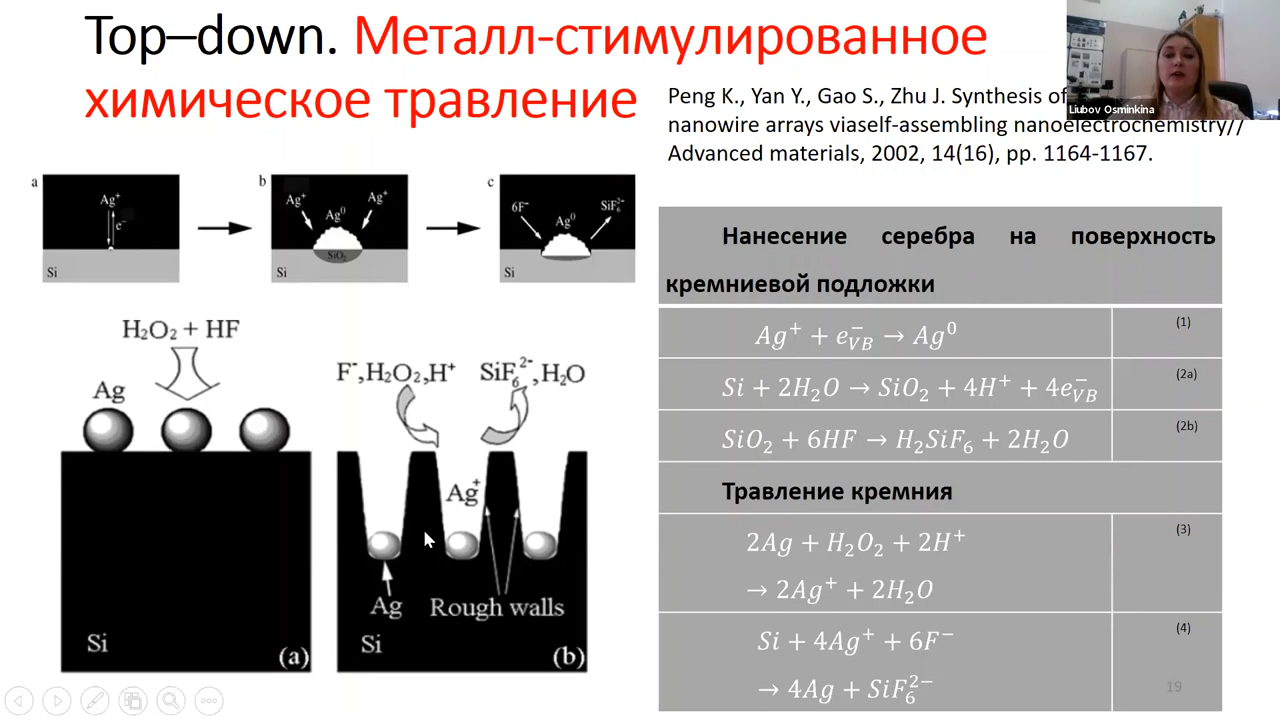 Top–down. Металл-стимулированное
химическое травление
Liubov Osminkina
Peng K., Yan Y., Gao S., Zhu J. Synthesis of
nanowire arrays viaself-assembling nanoelectrochemistry//
Advanced materials, 2002, 14(16), pp. 1164-1167.
a
Ag⁺
e⁻
Si
b
Ag⁺
Ag⁺
Ag⁰
SiO₂
Si
c
6F⁻
Ag⁰
SiF₆²⁻
Si
H₂O₂ + HF
Ag
Si
(a)
F⁻,H₂O₂,H⁺
SiF₆²⁻,H₂O
Ag⁺
Ag
Rough walls
Si
(b)
Нанесение серебра на поверхность
кремниевой подложки
Ag⁺ + e⁻_VB → Ag⁰
(1)
Si + 2H₂O → SiO₂ + 4H⁺ + 4e⁻_VB
(2a)
SiO₂ + 6HF → H₂SiF₆ + 2H₂O
(2b)
Травление кремния
2Ag + H₂O₂ + 2H⁺
→ 2Ag⁺ + 2H₂O
(3)
Si + 4Ag⁺ + 6F⁻
→ 4Ag + SiF₆²⁻
(4)
19